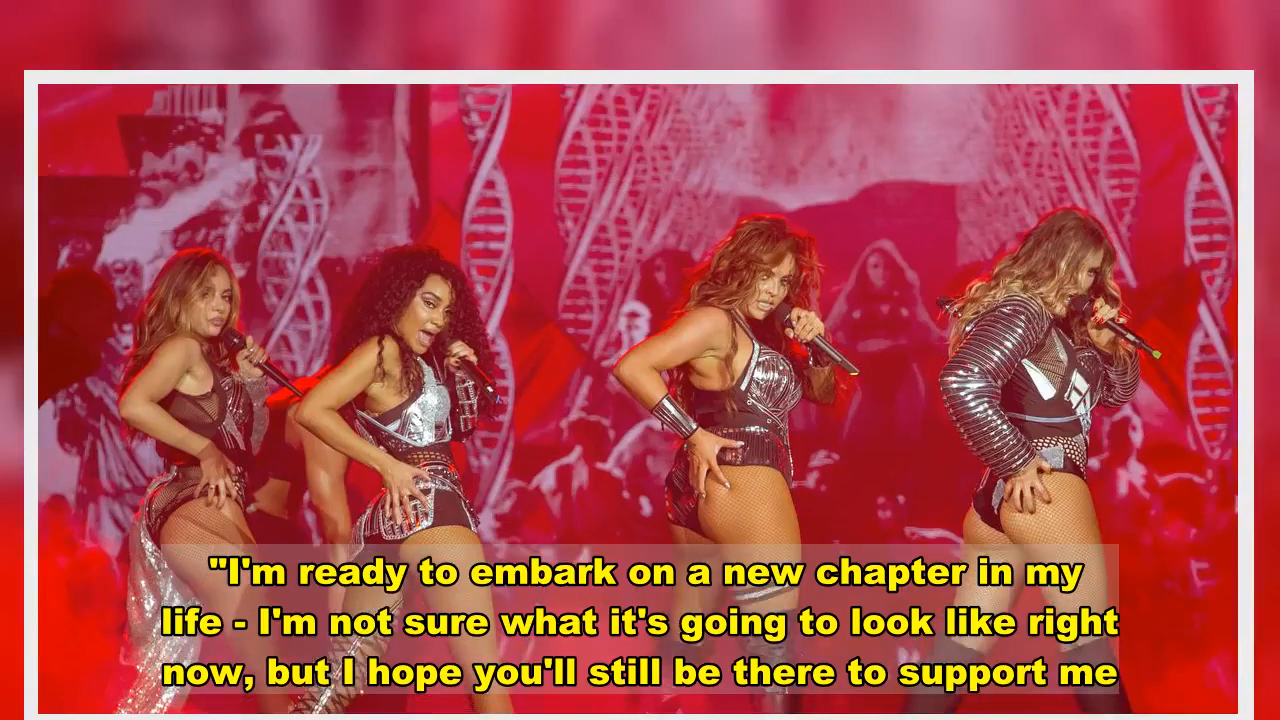 "I'm ready to embark on a new chapter in my
life - I'm not sure what it's going to look like right
now, but I hope you'll still be there to support me